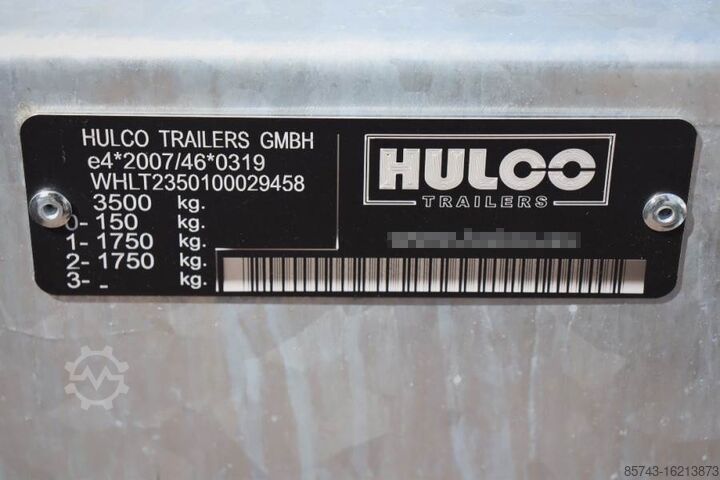 HULCO TRAILERS GMBH
e4*2007/46*0319
WHLT2350100029458
3500 kg.
0- 150 kg.
1- 1750 kg.
2- 1750 kg.
3- - kg.
HULCO
TRAILERS
85743-16213873